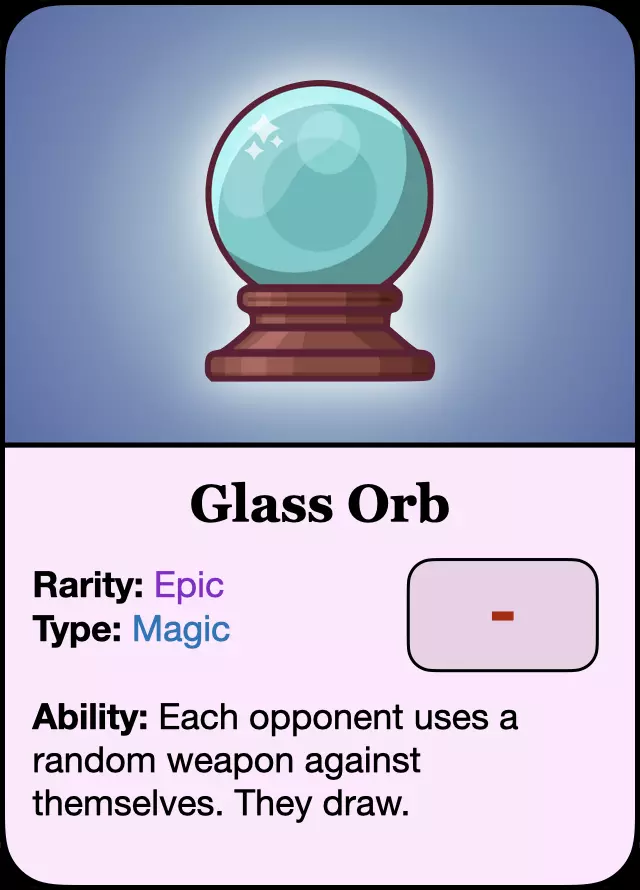 Glass Orb
Rarity: Epic
Type: Magic
-
Ability: Each opponent uses a
random weapon against
themselves. They draw.